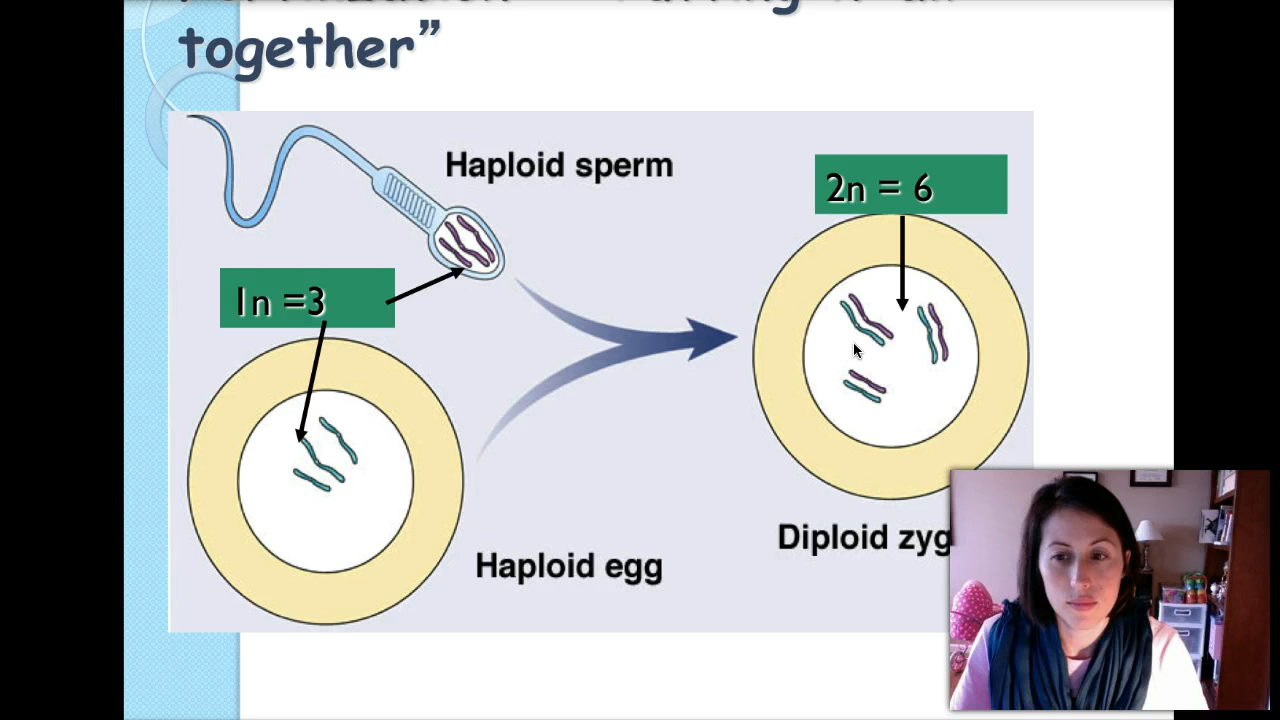 together”
Haploid sperm
2n = 6
1n =3
Haploid egg
Diploid zyg